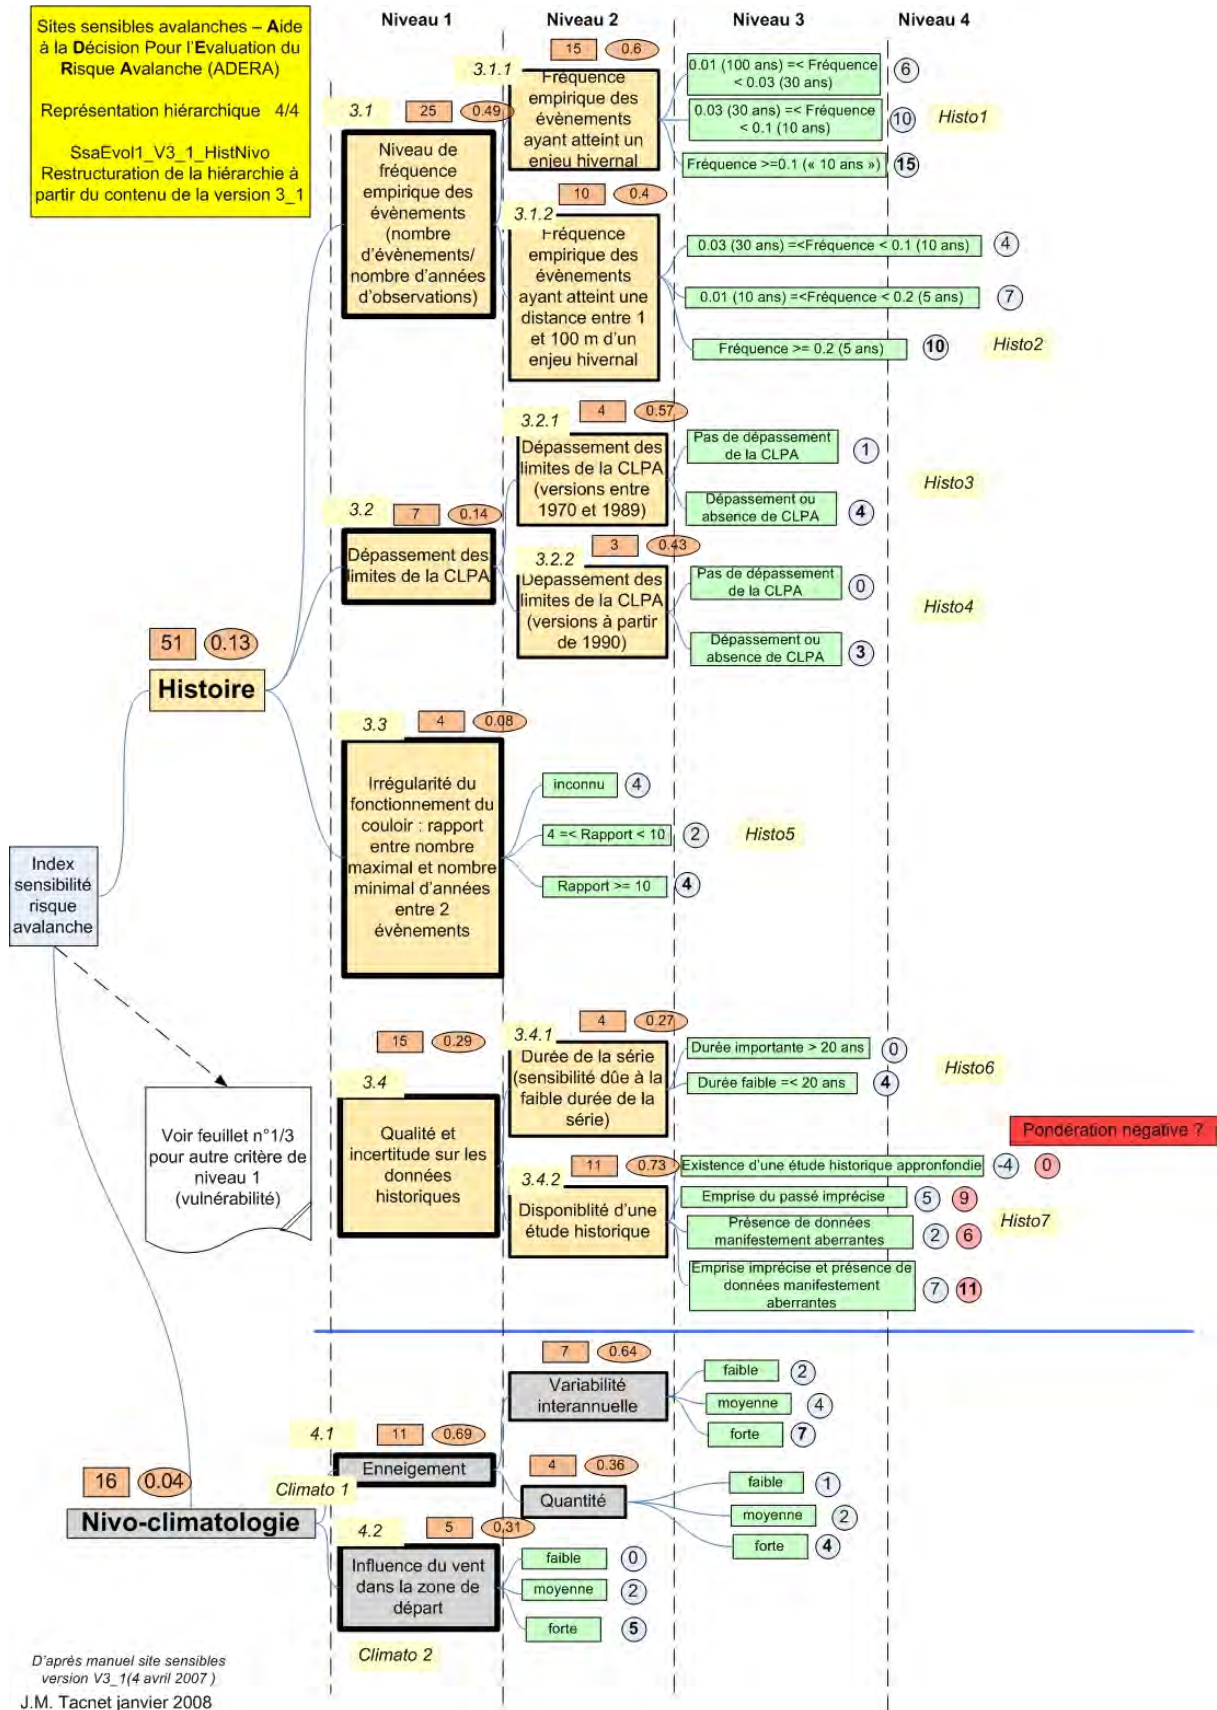 Sites sensibles avalanches – Aide
à la Décision Pour l'Evaluation du
Risque Avalanche (ADERA)
Représentation hiérarchique 4/4
SsaEvol1_V3_1_HistNivo
Restructuration de la hiérarchie à
partir du contenu de la version 3_1
Niveau 1
Niveau 2
Niveau 3
Niveau 4
3.1
25
0.49
Niveau de
fréquence
empirique des
évènements
(nombre
d'évènements/
nombre d'années
d'observations)
15
0.6
3.1.1
Fréquence
empirique des
évènements
ayant atteint un
enjeu hivernal
0.01 (100 ans) =< Fréquence
< 0.03 (30 ans)
6
0.03 (30 ans) =< Fréquence
< 0.1 (10 ans)
10
Fréquence >=0.1 (« 10 ans »)
15
Histo1
10
0.4
3.1.2
Fréquence
empirique des
évènements
ayant atteint une
distance entre 1
et 100 m d'un
enjeu hivernal
0.03 (30 ans) =<Fréquence < 0.1 (10 ans)
4
0.01 (10 ans) =<Fréquence < 0.2 (5 ans)
7
Fréquence >= 0.2 (5 ans)
10
Histo2
3.2
7
0.14
Dépassement des
limites de la CLPA
4
0.57
3.2.1
Dépassement des
limites de la CLPA
(versions entre
1970 et 1989)
Pas de dépassement
de la CLPA
1
Dépassement ou
absence de CLPA
4
Histo3
3
0.43
3.2.2
Dépassement des
limites de la CLPA
(versions à partir
de 1990)
Pas de dépassement
de la CLPA
0
Dépassement ou
absence de CLPA
3
Histo4
51
0.13
Histoire
3.3
4
0.08
Irrégularité du
fonctionnement du
couloir : rapport
entre nombre
maximal et nombre
minimal d'années
entre 2
évènements
inconnu
4
4 =< Rapport < 10
2
Rapport >= 10
4
Histo5
Index
sensibilité
risque
avalanche
Voir feuillet n°1/3
pour autre critère de
niveau 1
(vulnérabilité)
15
0.29
3.4
Qualité et
incertitude sur les
données
historiques
4
0.27
3.4.1
Durée de la série
(sensibilité dûe à la
faible durée de la
série)
Durée importante > 20 ans
0
Durée faible =< 20 ans
4
Histo6
Pondération negative ?
11
0.73
3.4.2
Disponiblité d'une
étude historique
Existence d'une étude historique appronfondie
-4
0
Emprise du passé imprécise
5
9
Présence de données
manifestement aberrantes
2
6
Emprise imprécise et présence de
données manifestement
aberrantes
7
11
Histo7
16
0.04
Nivo-climatologie
4.1
11
0.69
Enneigement
Climato 1
7
0.64
Variabilité
interannuelle
faible
2
moyenne
4
forte
7
4
0.36
Quantité
faible
1
moyenne
2
forte
4
4.2
5
0,31
Influence du vent
dans la zone de
départ
faible
0
moyenne
2
forte
5
Climato 2
D'après manuel site sensibles
version V3_1(4 avril 2007 )
J.M. Tacnet janvier 2008